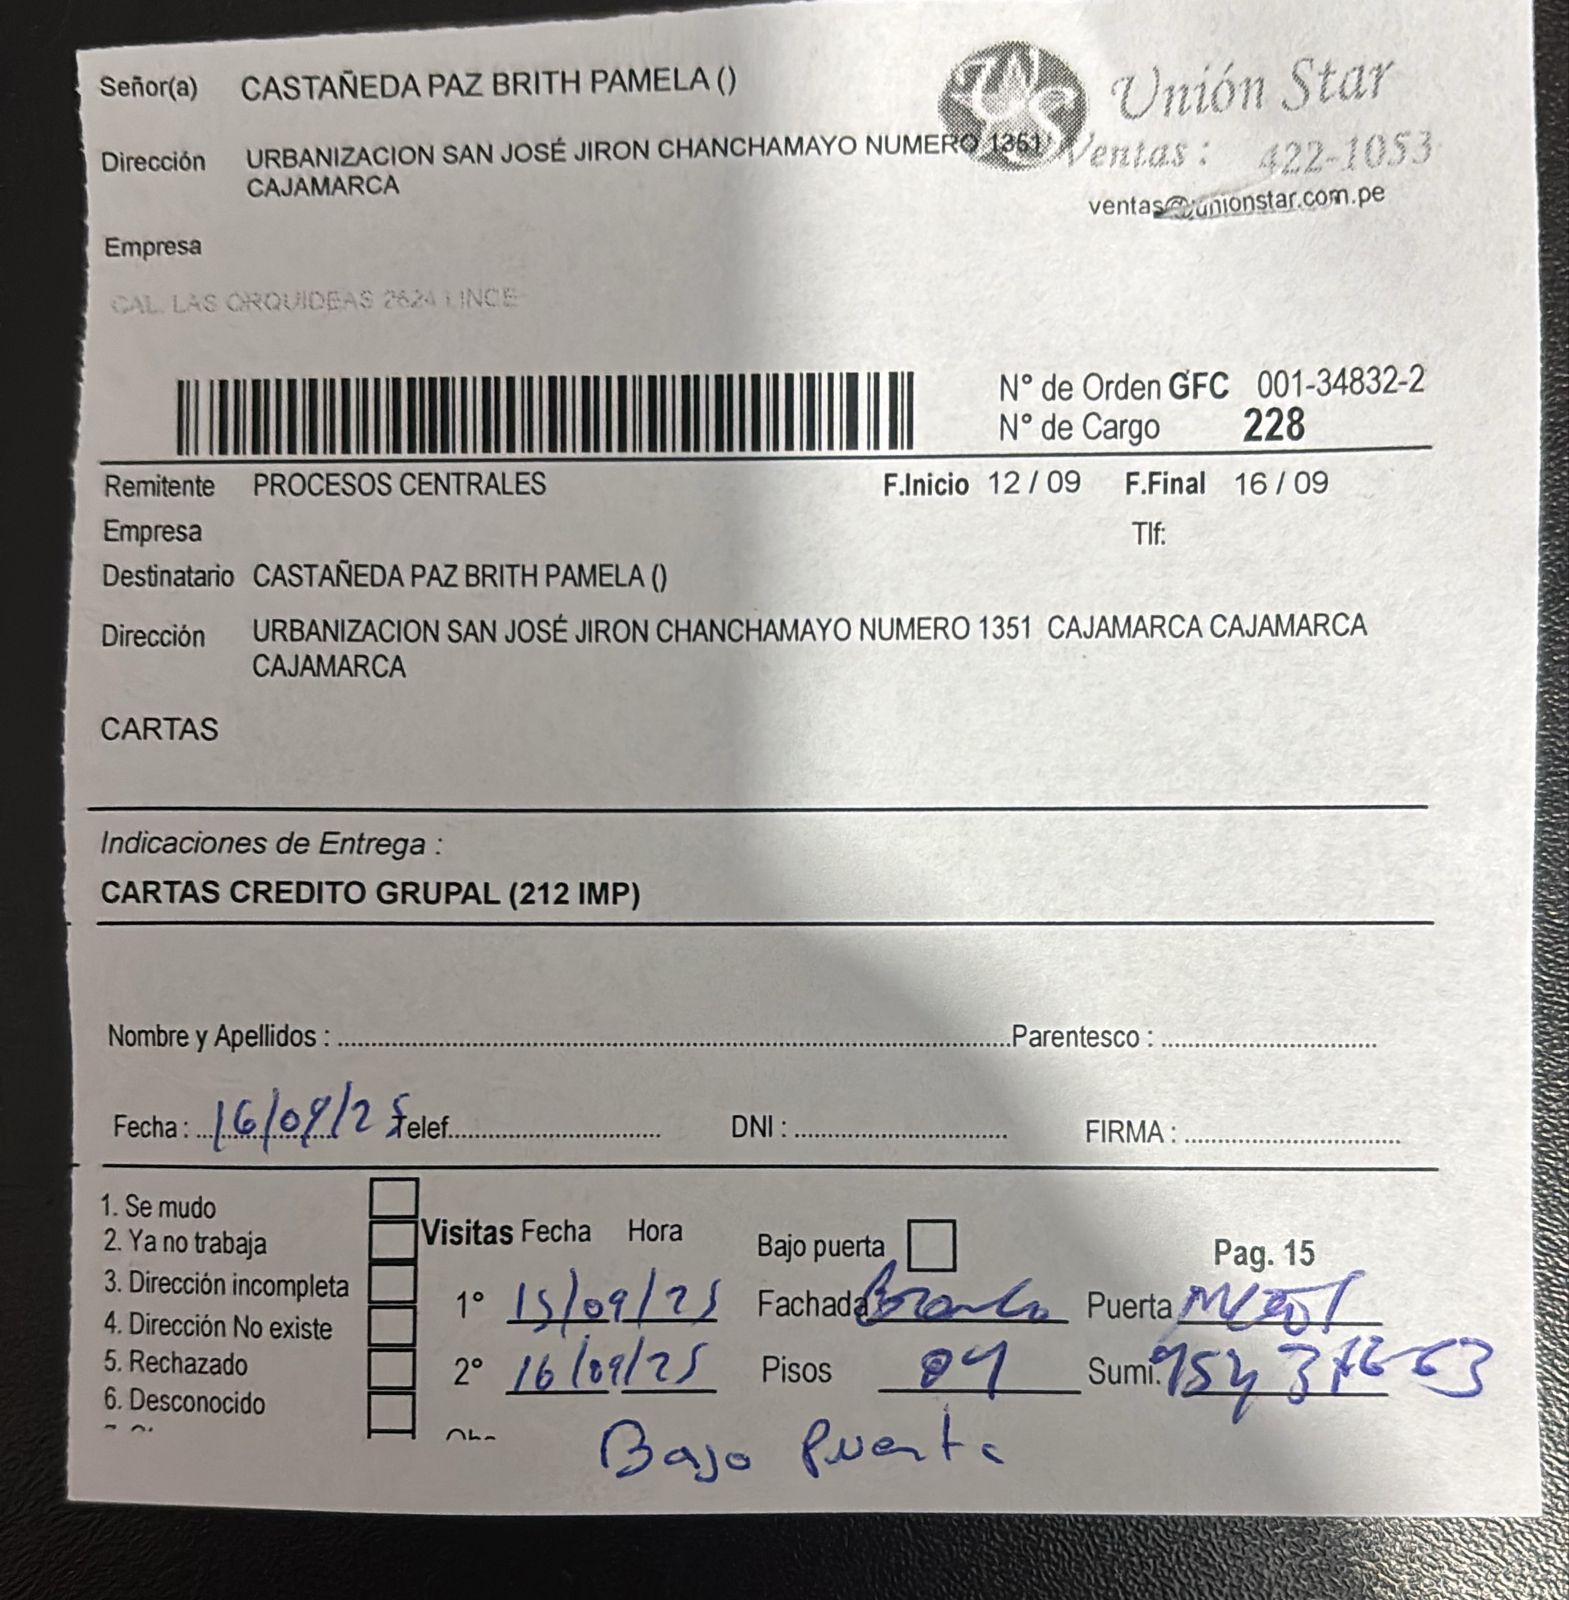 Señor(a) CASTAÑEDA PAZ BRITH PAMELA ()
Unión Star
Dirección URBANIZACION SAN JOSÉ JIRON CHANCHAMAYO NUMERO 1351
CAJAMARCA
Ventas : 422-1053
ventas@unionstar.com.pe
Empresa
CAL. LAS ORQUIDEAS 2624 LINCE
N° de Orden GFC 001-34832-2
N° de Cargo 228
Remitente PROCESOS CENTRALES F.Inicio 12 / 09 F.Final 16 / 09
Empresa Tlf:
Destinatario CASTAÑEDA PAZ BRITH PAMELA ()
Dirección URBANIZACION SAN JOSÉ JIRON CHANCHAMAYO NUMERO 1351 CAJAMARCA CAJAMARCA
CAJAMARCA
CARTAS
Indicaciones de Entrega :
CARTAS CREDITO GRUPAL (212 IMP)
Nombre y Apellidos : Parentesco :
Fecha : 16/09/25 Telef. DNI : FIRMA :
1. Se mudo
2. Ya no trabaja
3. Dirección incompleta
4. Dirección No existe
5. Rechazado
6. Desconocido
Visitas Fecha Hora
1° 15/09/25
2° 16/09/25
Bajo puerta
Fachada Blanco
Pisos 04
Pag. 15
Puerta
Sumi.
Bajo Puerta